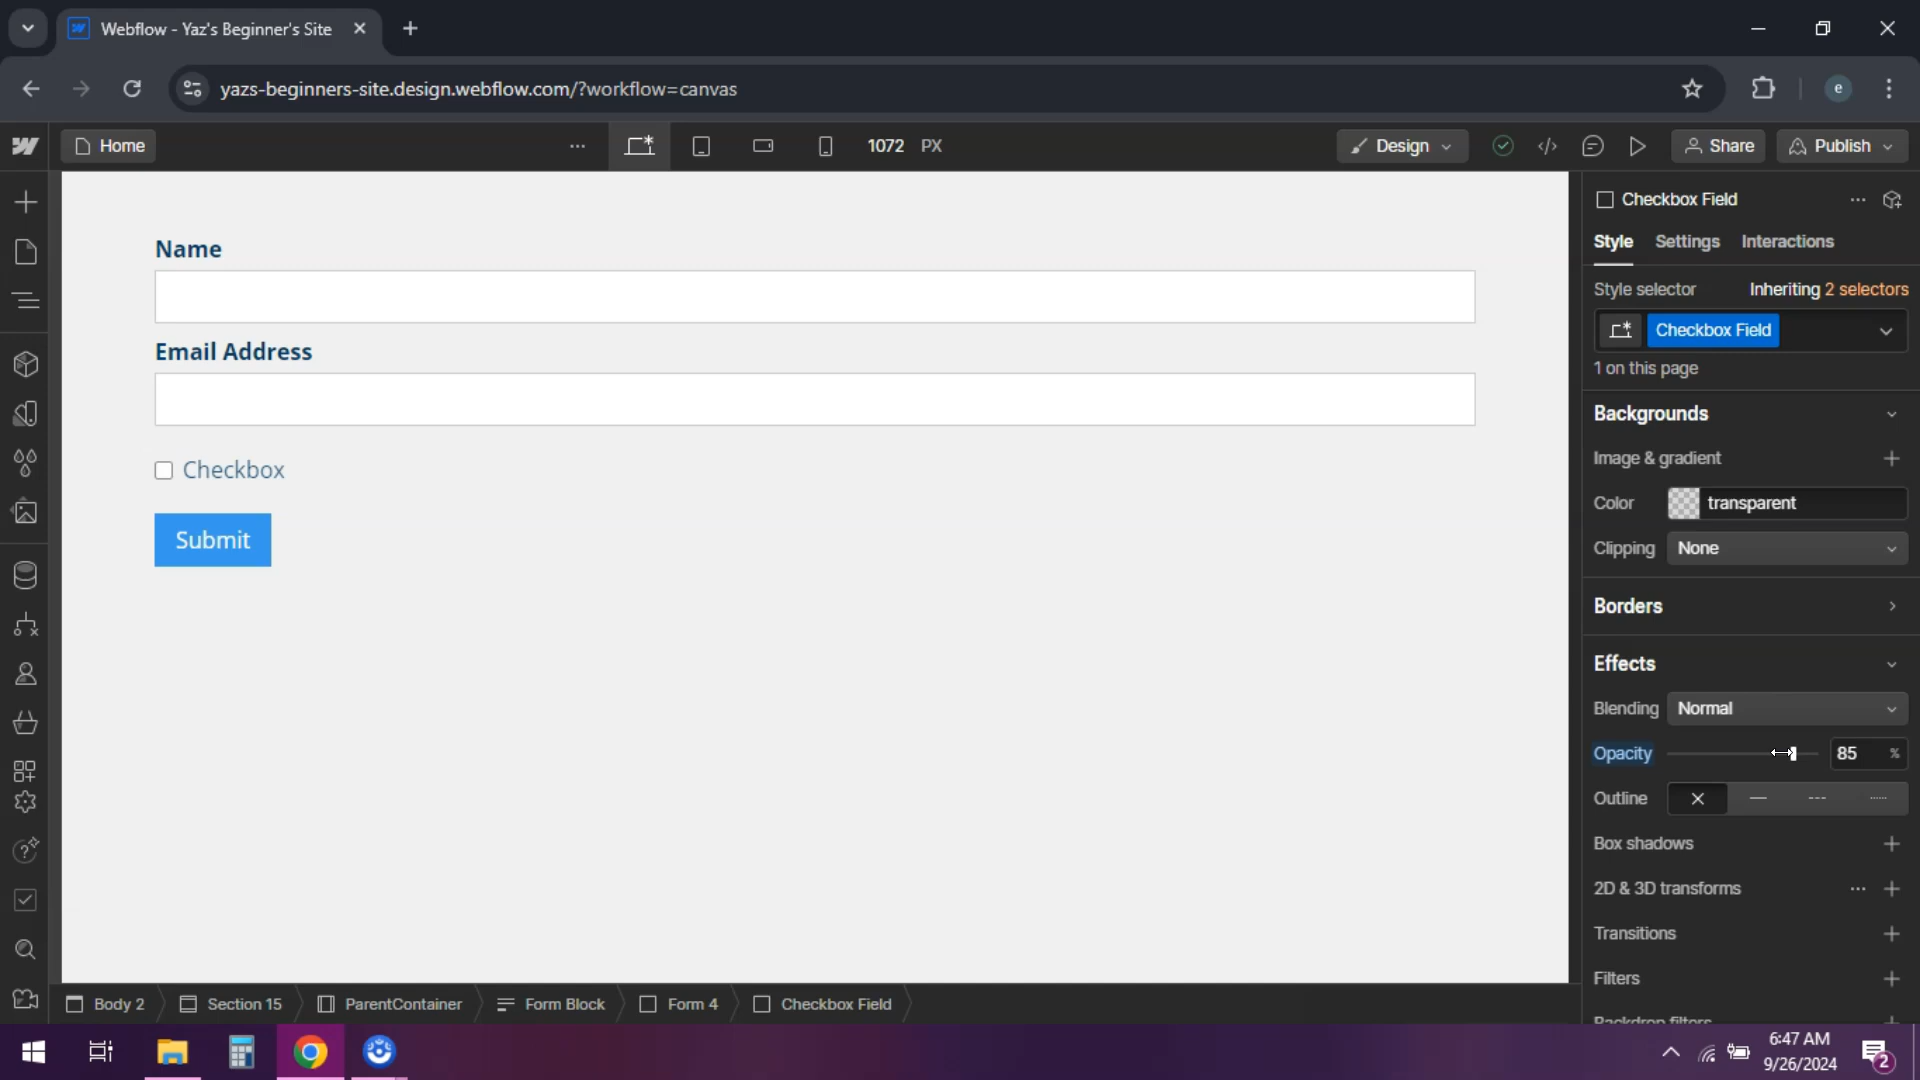 Webflow - Yaz's Beginner's Site
yazs-beginners-site.design.webflow.com/?workflow=canvas
e
Home
1072 PX
Design
Share
Publish
Name
Email Address
Checkbox
Submit
Checkbox Field
Style Settings Interactions
Style selector Inheriting 2 selectors
Checkbox Field
1 on this page
Backgrounds
Image & gradient
Color transparent
Clipping None
Borders
Effects
Blending Normal
Opacity 85 %
Outline
Box shadows
2D & 3D transforms
Transitions
Filters
Backdrop filters
Body 2 Section 15 ParentContainer Form Block Form 4 Checkbox Field
6:47 AM
9/26/2024
2